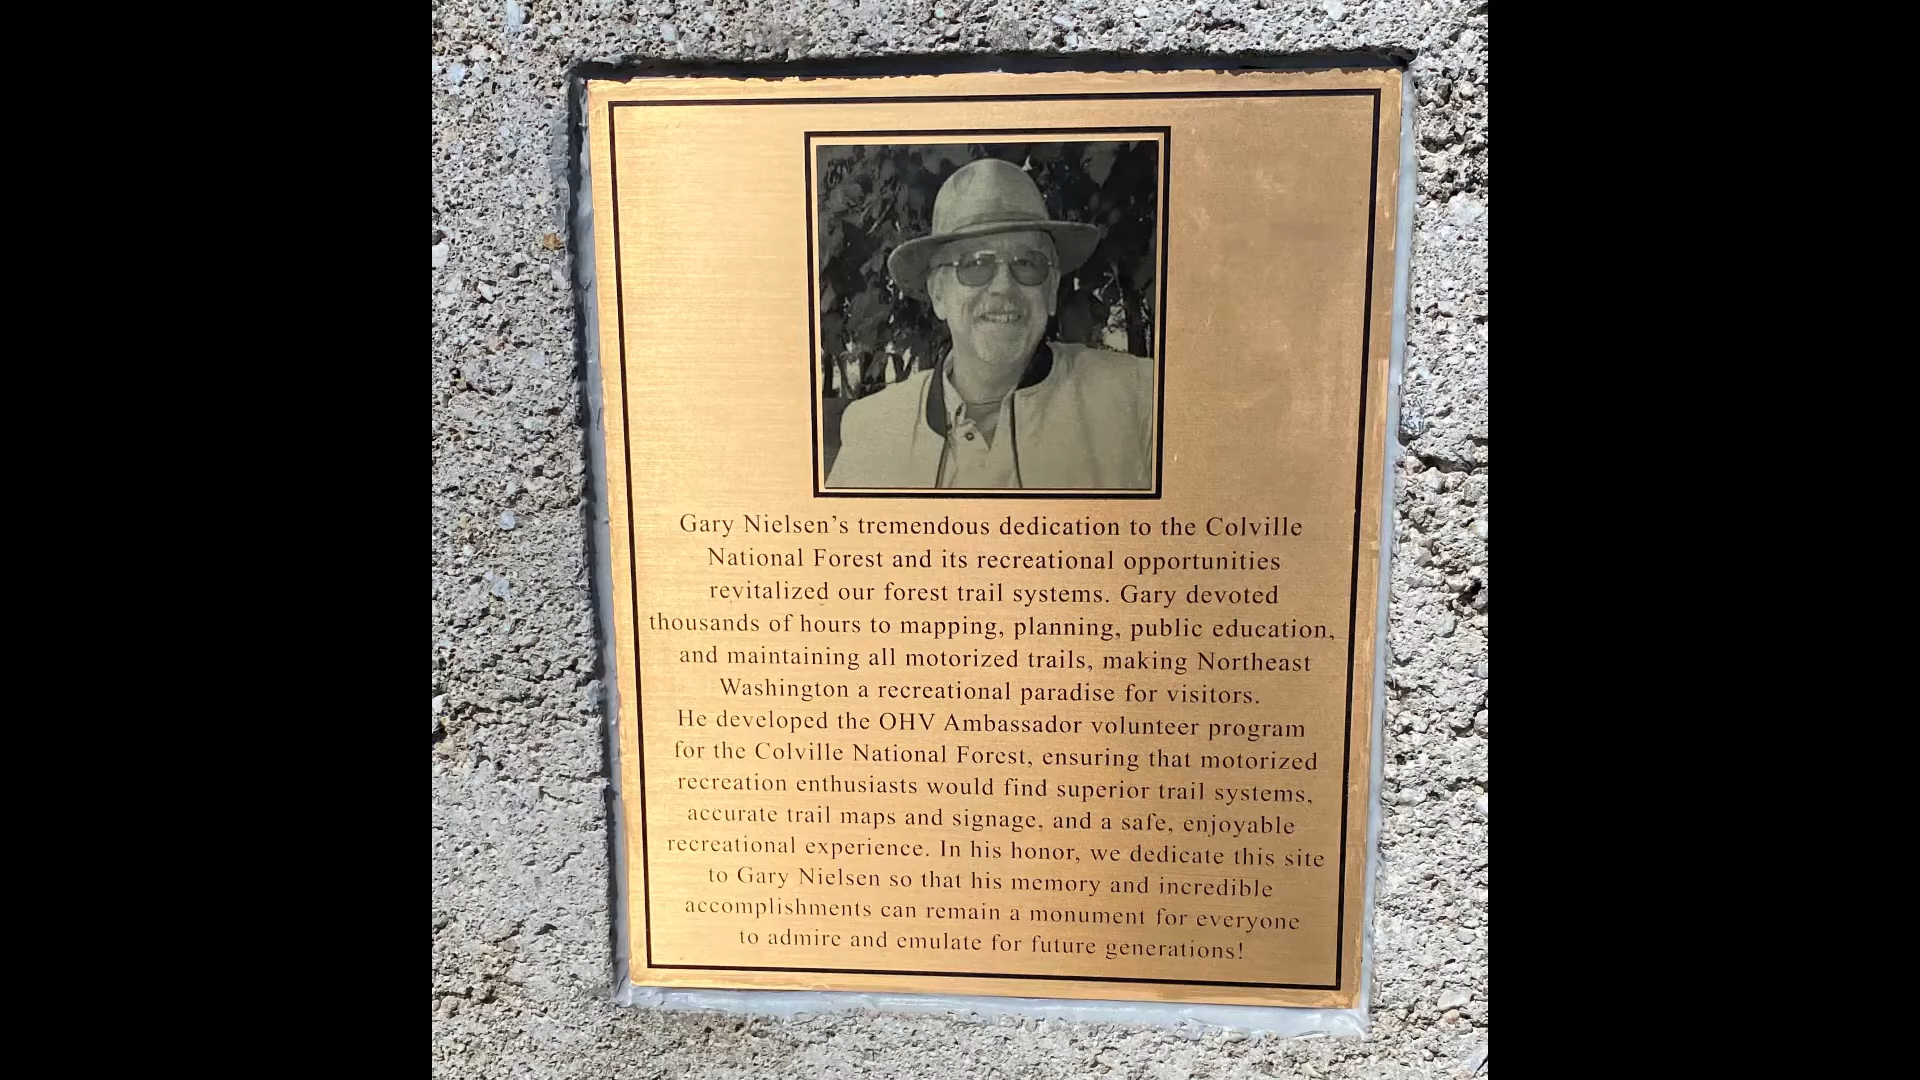 Gary Nielsen’s tremendous dedication to the Colville
National Forest and its recreational opportunities
revitalized our forest trail systems. Gary devoted
thousands of hours to mapping, planning, public education,
and maintaining all motorized trails, making Northeast
Washington a recreational paradise for visitors.
He developed the OHV Ambassador volunteer program
for the Colville National Forest, ensuring that motorized
recreation enthusiasts would find superior trail systems,
accurate trail maps and signage, and a safe, enjoyable
recreational experience. In his honor, we dedicate this site
to Gary Nielsen so that his memory and incredible
accomplishments can remain a monument for everyone
to admire and emulate for future generations!